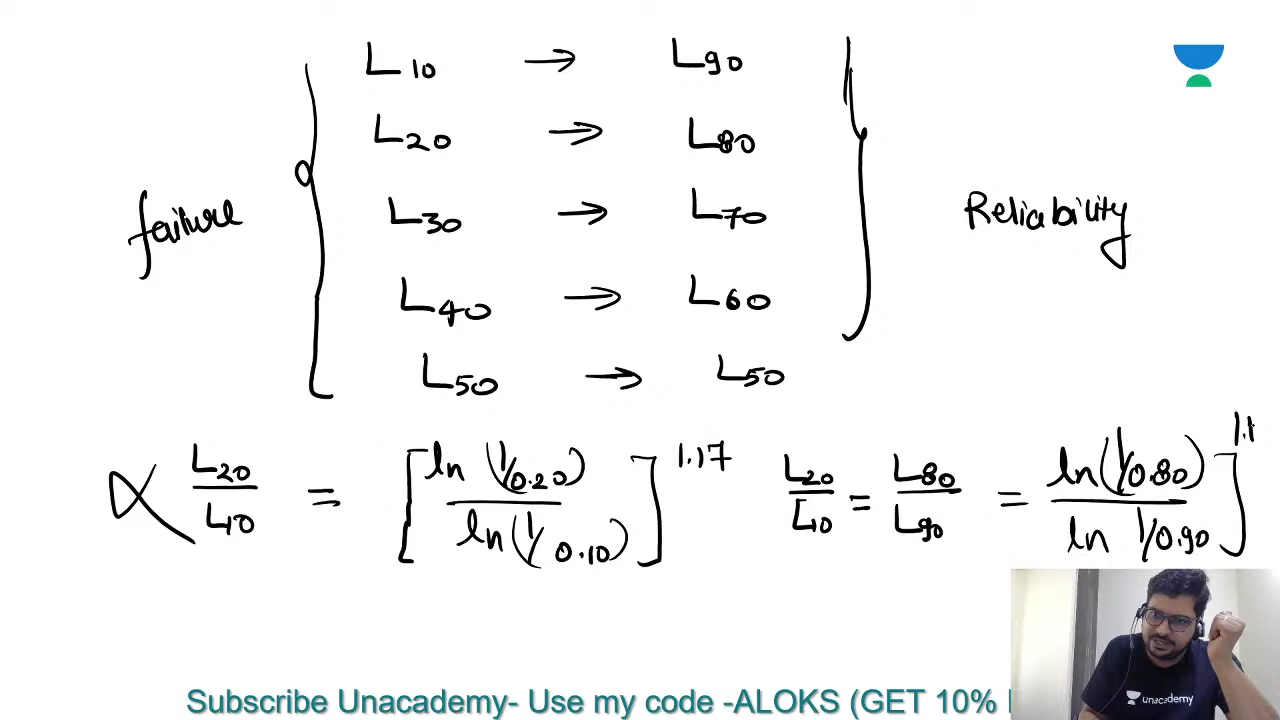 L10 → L90
L20 → L80
failure L30 → L70 Reliability
L40 → L60
L50 → L50
L20/L10 = [ln (1/0.20) / ln (1/0.10)]^1.17 L20/L10 = L80/L90 = ln(1/0.80) / ln 1/0.90]^1.1
unacademy
Subscribe Unacademy- Use my code -ALOKS (GET 10%